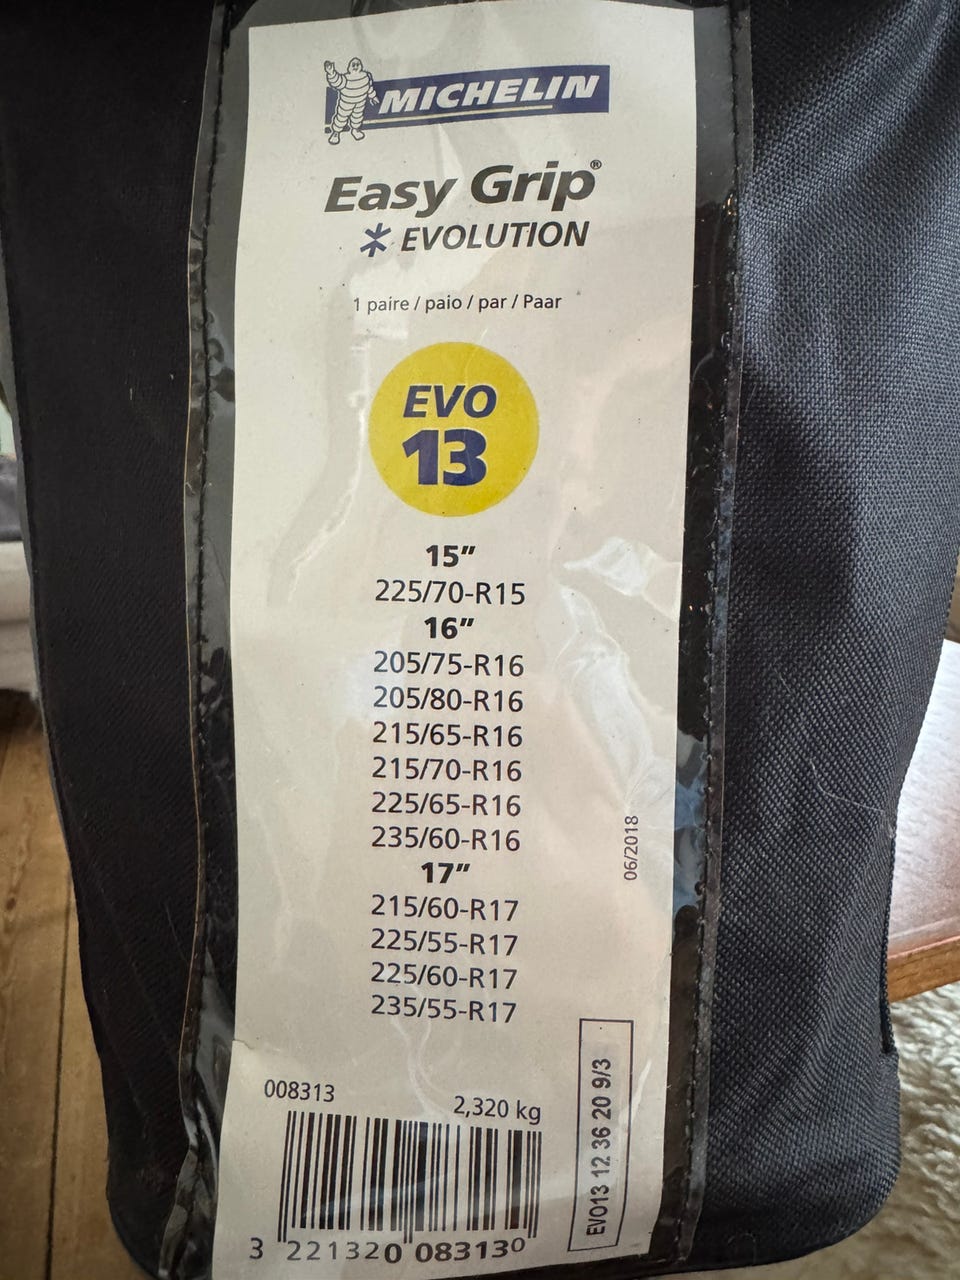 MICHELIN
Easy Grip®
* EVOLUTION
1 paire / paio / par / Paar
EVO
13
15"
225/70-R15
16"
205/75-R16
205/80-R16
215/65-R16
215/70-R16
225/65-R16
235/60-R16
17"
215/60-R17
225/55-R17
225/60-R17
235/55-R17
06/2018
008313
2,320 kg
3 221320 083130
EVO13 12 36 20 9/3